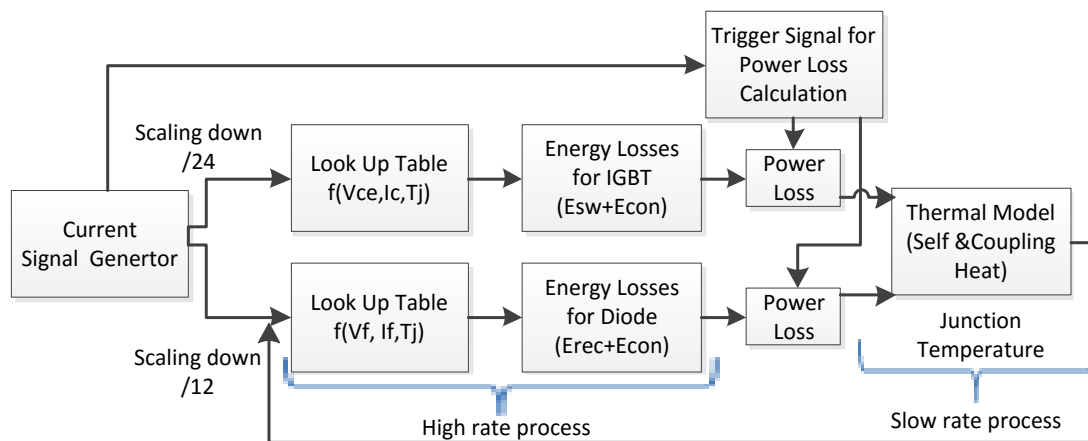 Trigger Signal for
Power Loss
Calculation
Scaling down
/24
Look Up Table
f(Vce,Ic,Tj)
Energy Losses
for IGBT
(Esw+Econ)
Power
Loss
Current
Signal Genertor
Thermal Model
(Self &Coupling
Heat)
Look Up Table
f(Vf, If,Tj)
Energy Losses
for Diode
(Erec+Econ)
Power
Loss
Scaling down
/12
Junction
Temperature
High rate process
Slow rate process